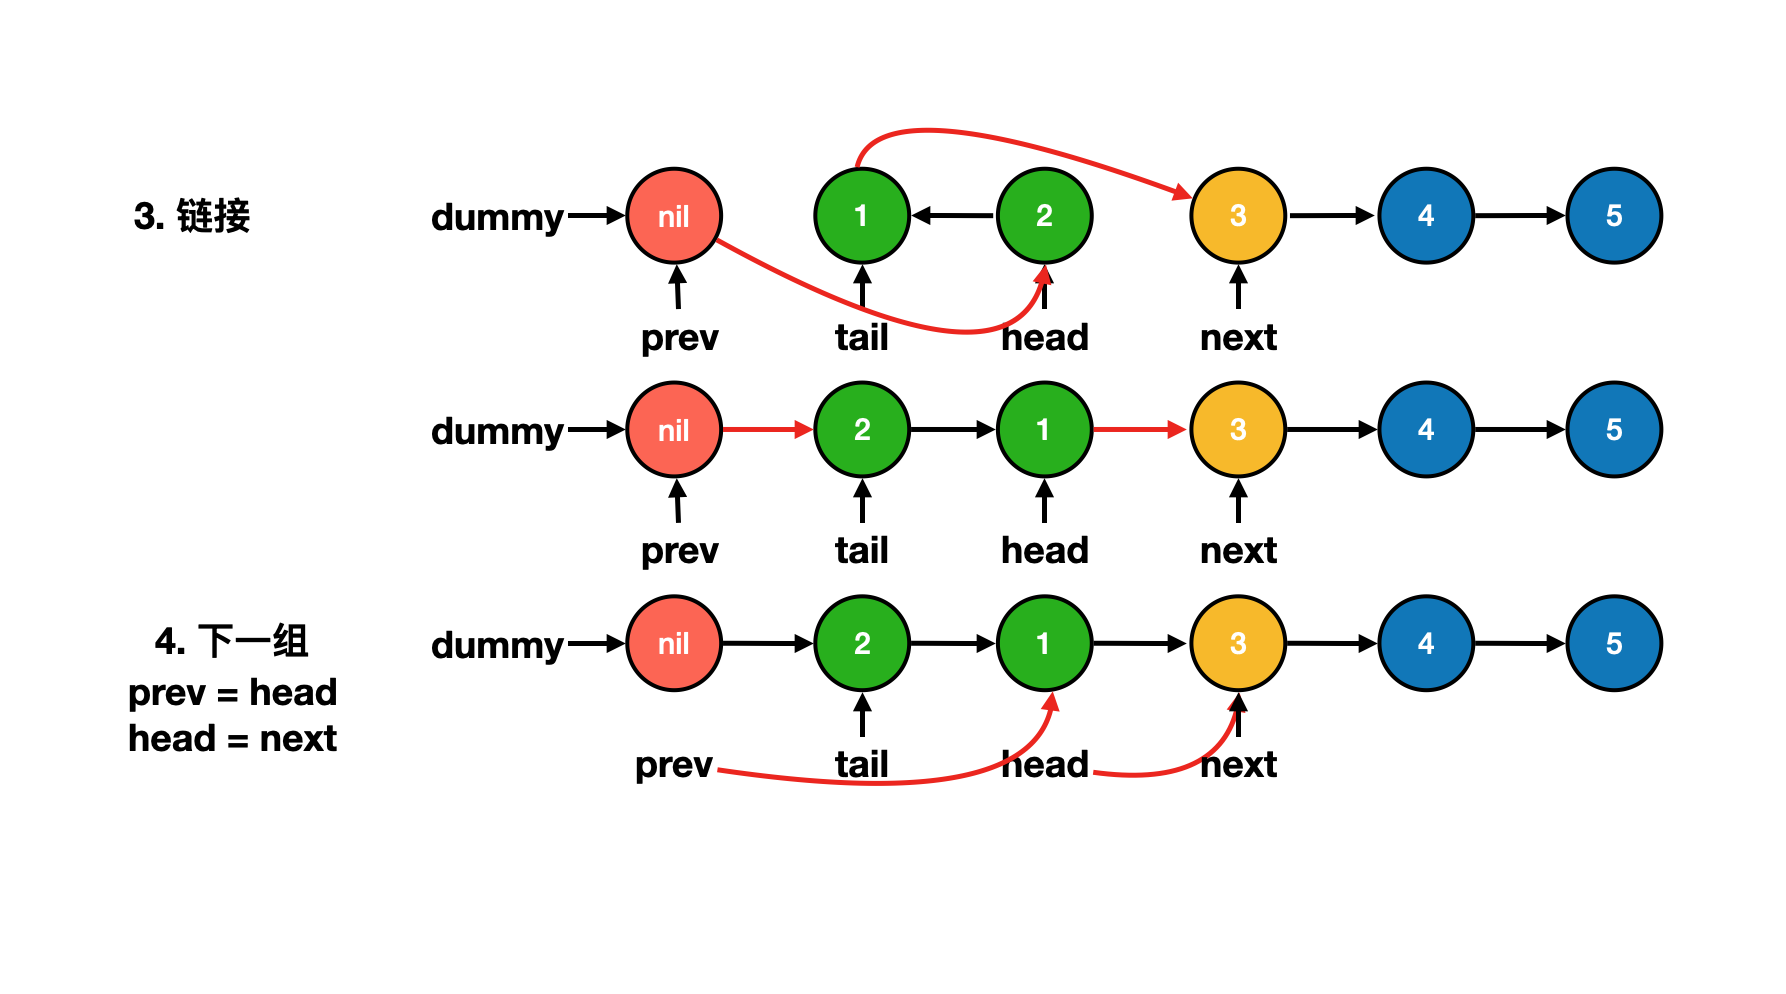 3. 链接
dummy nil 1 2 3 4 5
prev tail head next
dummy nil 2 1 3 4 5
prev tail head next
4. 下一组
prev = head
head = next
dummy nil 2 1 3 4 5
prev tail head next